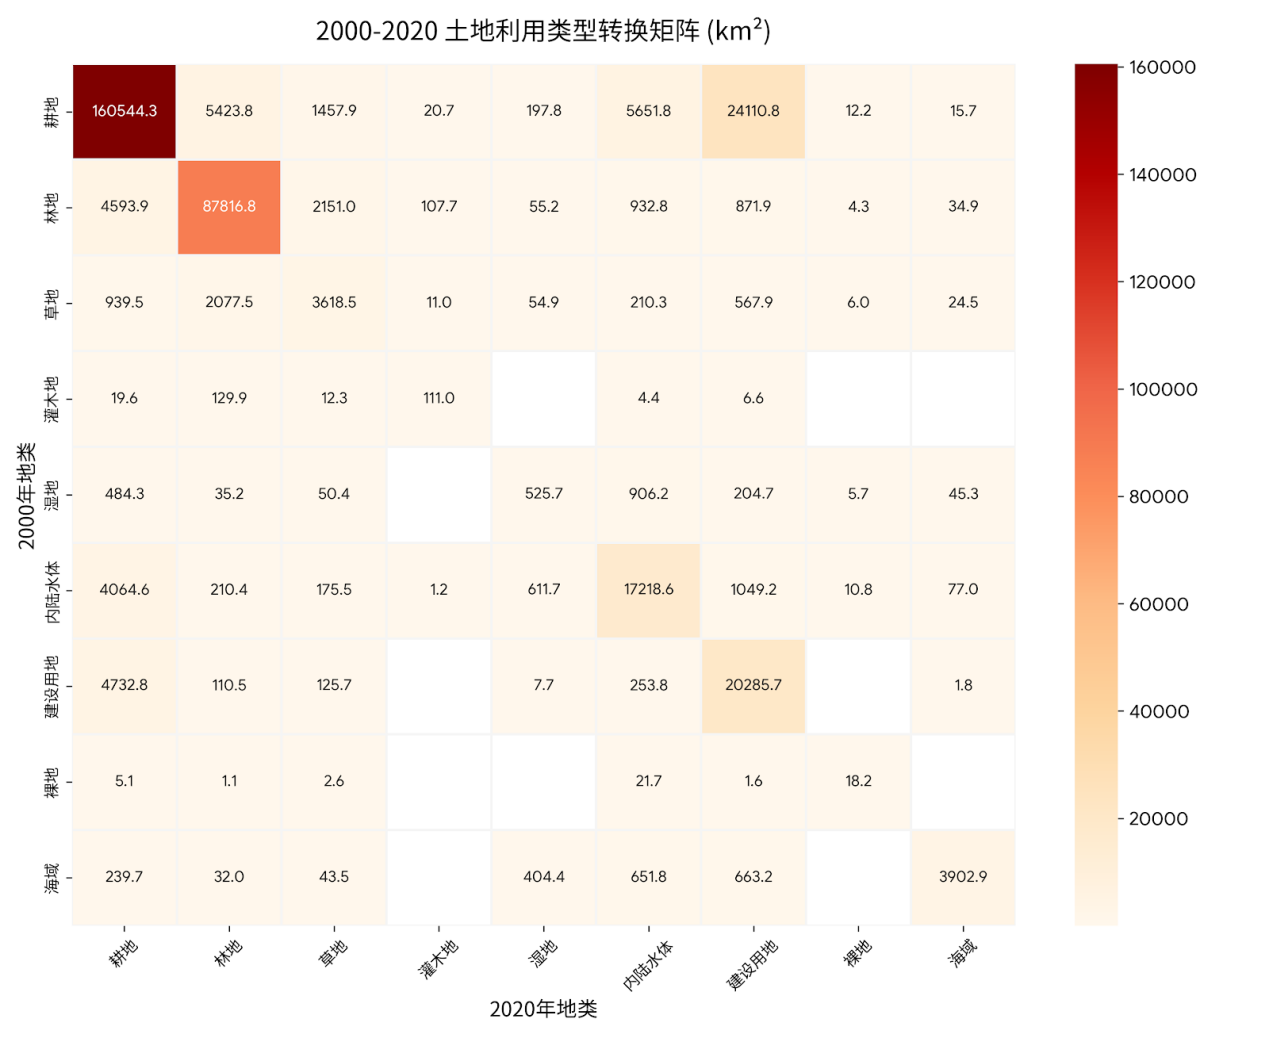 2000-2020 土地利用类型转换矩阵 (km²)
耕地 160544.3 5423.8 1457.9 20.7 197.8 5651.8 24110.8 12.2 15.7
林地 4593.9 87816.8 2151.0 107.7 55.2 932.8 871.9 4.3 34.9
草地 939.5 2077.5 3618.5 11.0 54.9 210.3 567.9 6.0 24.5
灌木地 19.6 129.9 12.3 111.0 4.4 6.6
湿地 484.3 35.2 50.4 525.7 906.2 204.7 5.7 45.3
内陆水体 4064.6 210.4 175.5 1.2 611.7 17218.6 1049.2 10.8 77.0
建设用地 4732.8 110.5 125.7 7.7 253.8 20285.7 1.8
裸地 5.1 1.1 2.6 21.7 1.6 18.2
海域 239.7 32.0 43.5 404.4 651.8 663.2 3902.9
2000年地类
耕地 林地 草地 灌木地 湿地 内陆水体 建设用地 裸地 海域
2020年地类
160000
140000
120000
100000
80000
60000
40000
20000